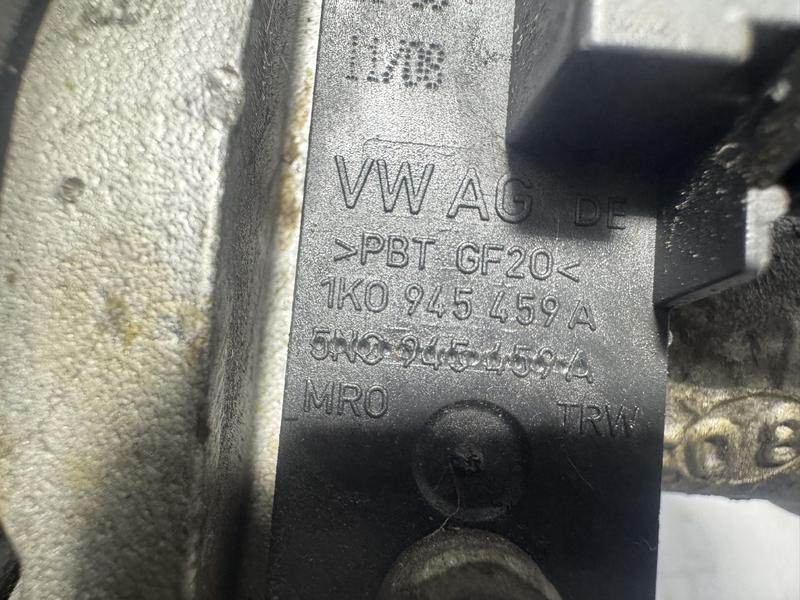 11/08
VW AG DE
>PBT GF20<
1K0 945 459 A
5N0 945 459 A
MRO TRW